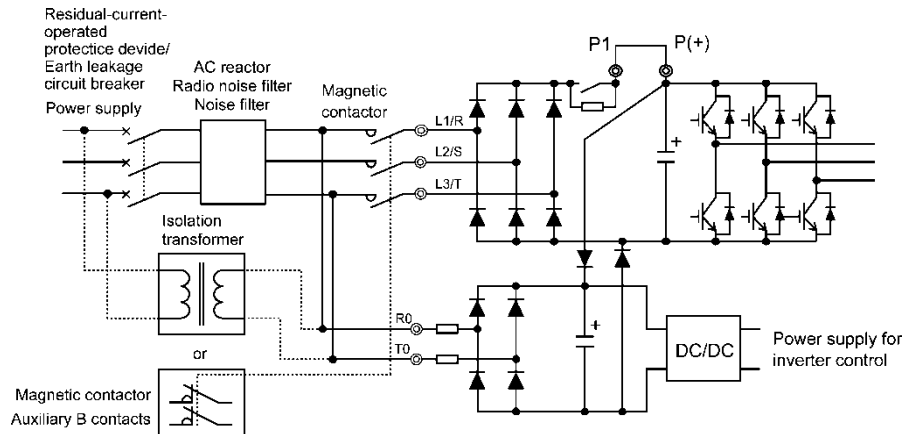 Residual-current-
operated
protectice devide/
Earth leakage
circuit breaker
Power supply
AC reactor
Radio noise filter
Noise filter
Magnetic
contactor
P1
P(+)
L1/R
L2/S
L3/T
+
Isolation
transformer
or
Magnetic contactor
Auxiliary B contacts
R0
T0
+
DC/DC
Power supply for
inverter control